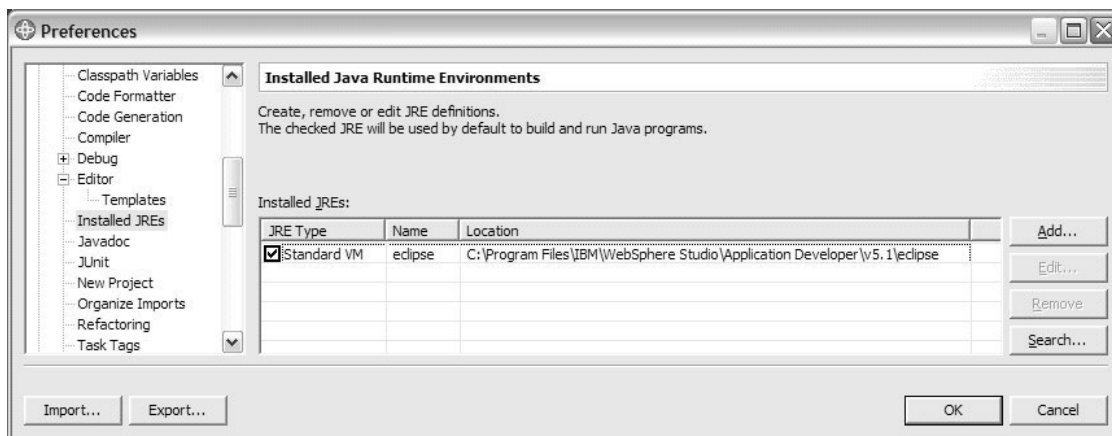 Preferences
Classpath Variables
Code Formatter
Code Generation
Compiler
Debug
Editor
Templates
Installed JREs
Javadoc
JUnit
New Project
Organize Imports
Refactoring
Task Tags
Installed Java Runtime Environments
Create, remove or edit JRE definitions.
The checked JRE will be used by default to build and run Java programs.
Installed JREs:
JRE Type Name Location
Standard VM eclipse C:\Program Files\IBM\WebSphere Studio\Application Developer\v5.1\eclipse
Add...
Edit...
Remove
Search...
Import... Export... OK Cancel